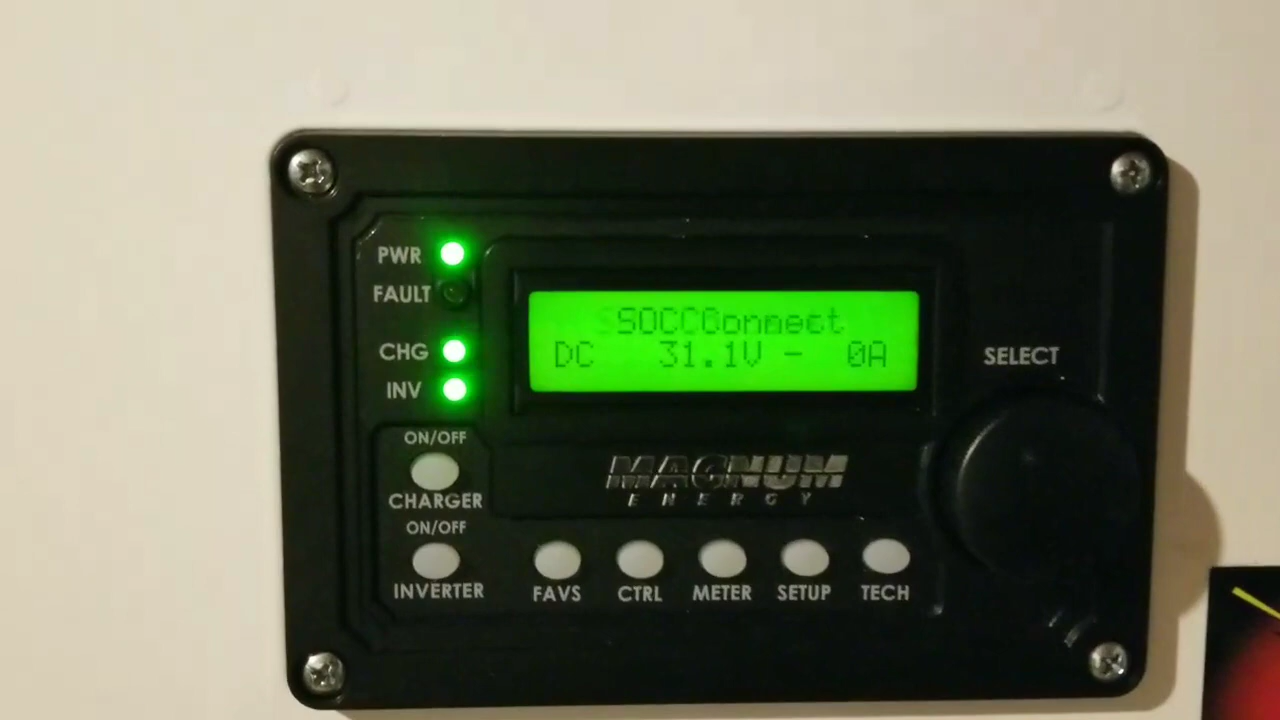 PWR
FAULT
CHG
INV
DC 31.1V - 0A
SELECT
ON/OFF
CHARGER
ON/OFF
INVERTER
MAGNUM
ENERGY
FAVS
CTRL
METER
SETUP
TECH